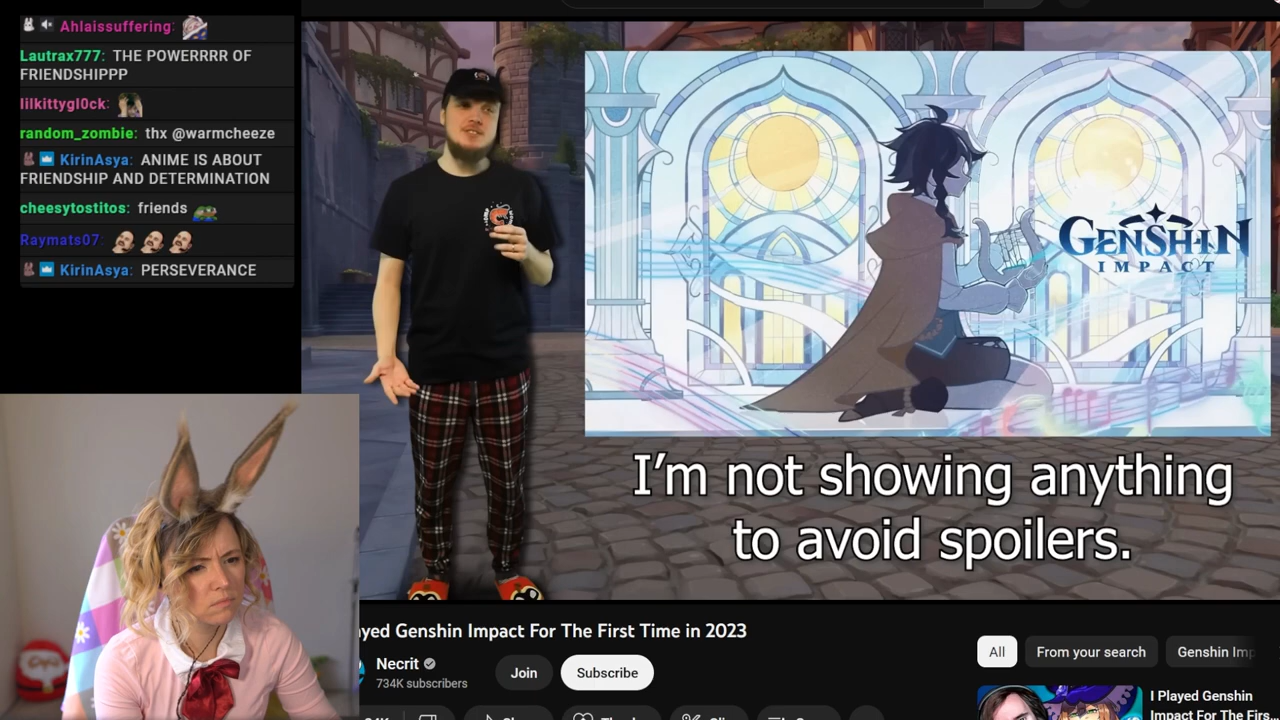 Ahlaissuffering:
Lautrax777: THE POWERRRR OF
FRIENDSHIPPP
lilkittygl0ck:
random_zombie: thx @warmcheeze
KirinAsya: ANIME IS ABOUT
FRIENDSHIP AND DETERMINATION
cheesytostitos: friends
Raymats07:
KirinAsya: PERSEVERANCE
GENSHIN
IMPACT
I'm not showing anything
to avoid spoilers.
yed Genshin Impact For The First Time in 2023
Necrit
734K subscribers
Join
Subscribe
All
From your search
Genshin Imp
I Played Genshin
Impact For The Firs